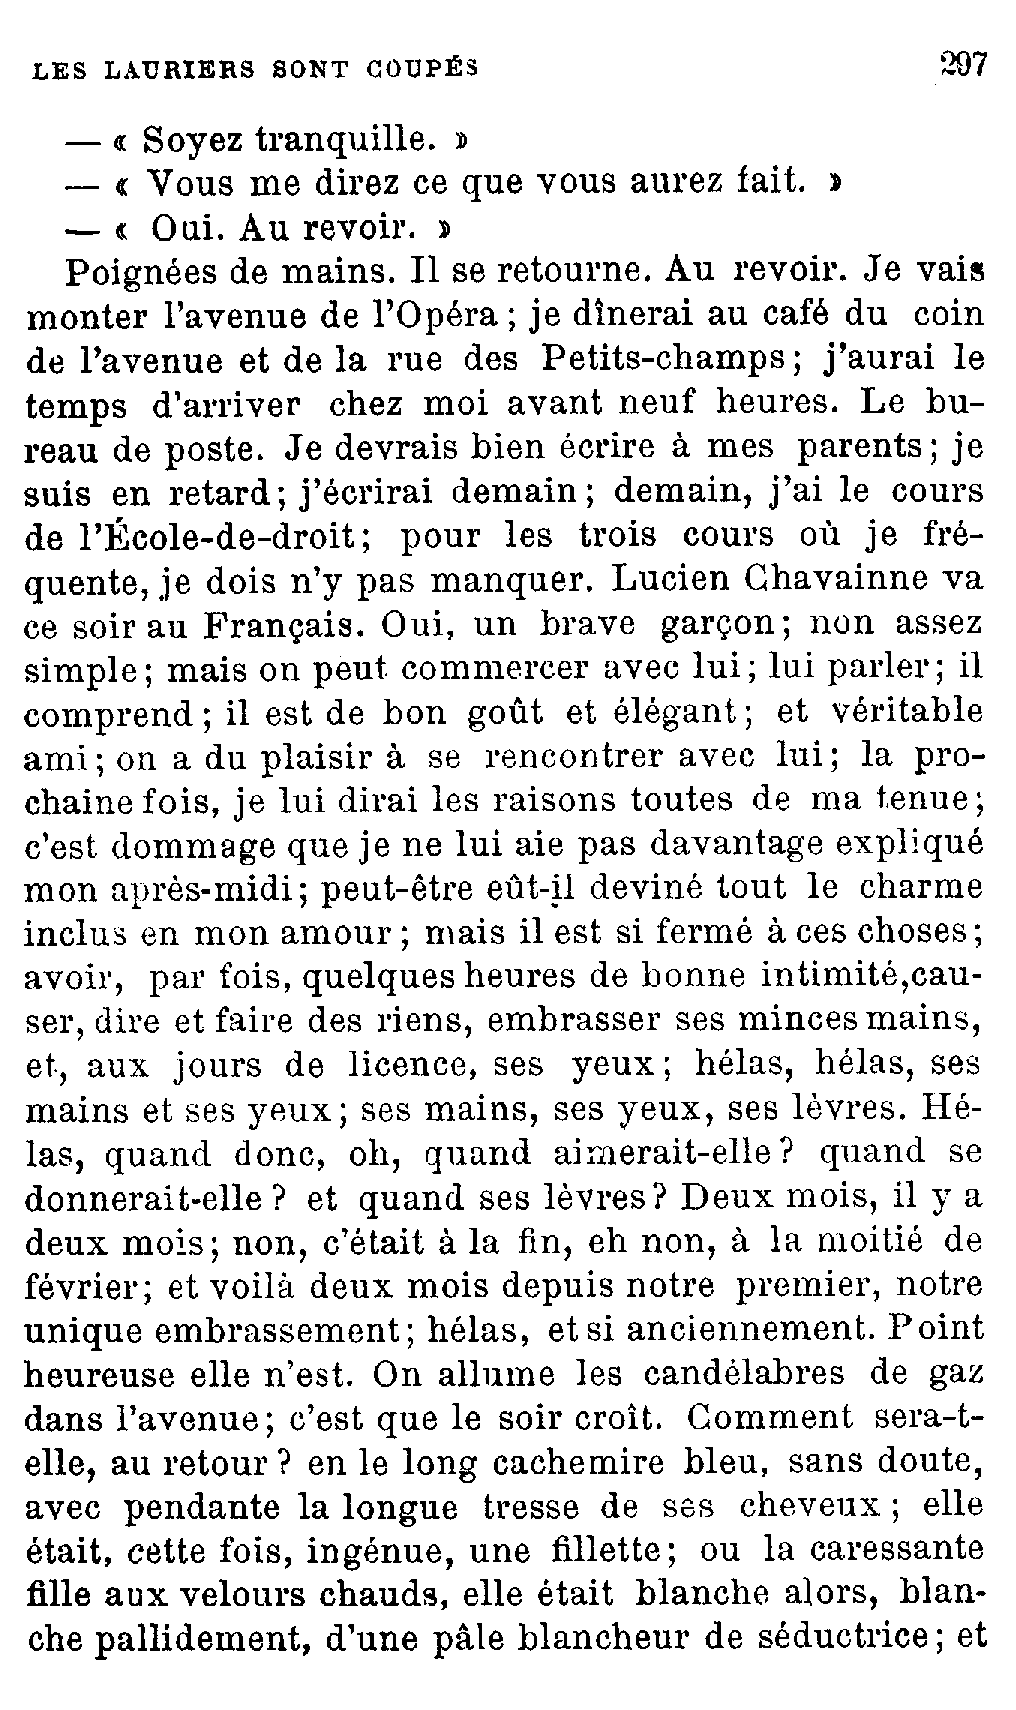 LES LAURIERS SONT COUPÉS 297
— « Soyez tranquille. »
— « Vous me direz ce que vous aurez fait. »
— « Oui. Au revoir. »
Poignées de mains. Il se retourne. Au revoir. Je vais
monter l'avenue de l'Opéra ; je dînerai au café du coin
de l'avenue et de la rue des Petits-champs ; j'aurai le
temps d'arriver chez moi avant neuf heures. Le bu-
reau de poste. Je devrais bien écrire à mes parents ; je
suis en retard ; j'écrirai demain ; demain, j'ai le cours
de l'École-de-droit ; pour les trois cours où je fré-
quente, je dois n'y pas manquer. Lucien Chavainne va
ce soir au Français. Oui, un brave garçon ; non assez
simple ; mais on peut commercer avec lui ; lui parler ; il
comprend ; il est de bon goût et élégant ; et véritable
ami ; on a du plaisir à se rencontrer avec lui ; la pro-
chaine fois, je lui dirai les raisons toutes de ma tenue ;
c'est dommage que je ne lui aie pas davantage expliqué
mon après-midi ; peut-être eût-il deviné tout le charme
inclus en mon amour ; mais il est si fermé à ces choses ;
avoir, par fois, quelques heures de bonne intimité,cau-
ser, dire et faire des riens, embrasser ses minces mains,
et, aux jours de licence, ses yeux ; hélas, hélas, ses
mains et ses yeux ; ses mains, ses yeux, ses lèvres. Hé-
las, quand donc, oh, quand aimerait-elle ? quand se
donnerait-elle ? et quand ses lèvres ? Deux mois, il y a
deux mois ; non, c'était à la fin, eh non, à la moitié de
février ; et voilà deux mois depuis notre premier, notre
unique embrassement ; hélas, et si anciennement. Point
heureuse elle n'est. On allume les candélabres de gaz
dans l'avenue ; c'est que le soir croît. Comment sera-t-
elle, au retour ? en le long cachemire bleu, sans doute,
avec pendante la longue tresse de ses cheveux ; elle
était, cette fois, ingénue, une fillette ; ou la caressante
fille aux velours chauds, elle était blanche alors, blan-
che pallidement, d'une pâle blancheur de séductrice ; et